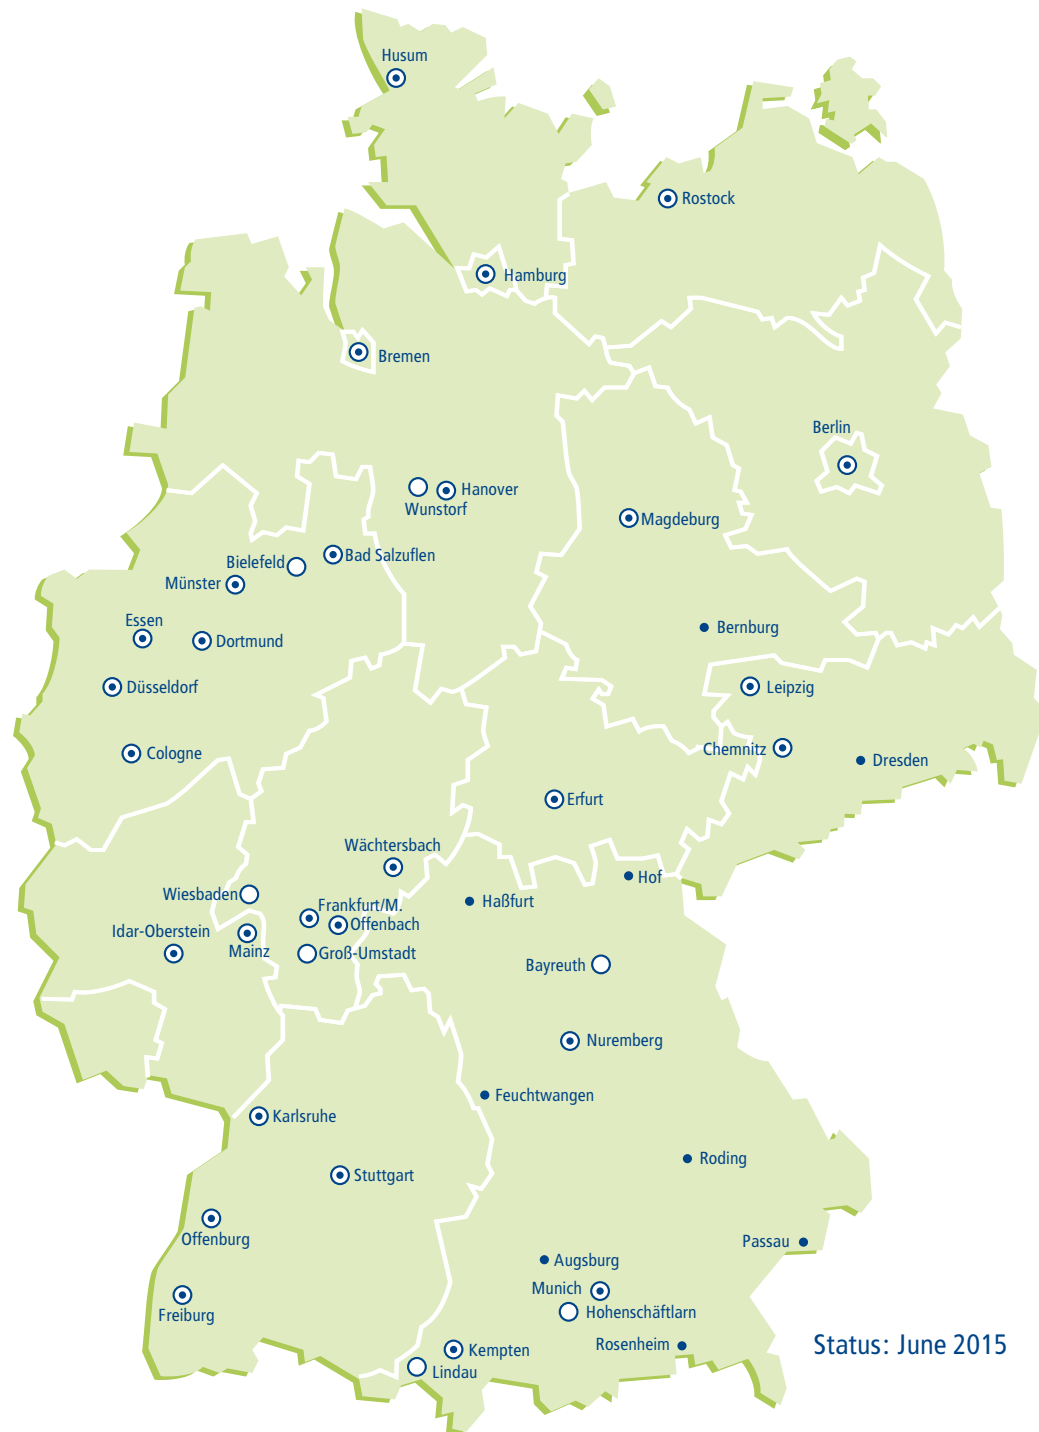 Husum
Rostock
Hamburg
Bremen
Berlin
Hanover
Wunstorf
Magdeburg
Bad Salzuflen
Bielefeld
Münster
Essen
Bernburg
Dortmund
Düsseldorf
Leipzig
Chemnitz
Cologne
Dresden
Erfurt
Wächtersbach
Hof
Wiesbaden
Haßfurt
Frankfurt/M.
Offenbach
Idar-Oberstein
Mainz
Groß-Umstadt
Bayreuth
Nuremberg
Feuchtwangen
Karlsruhe
Roding
Stuttgart
Offenburg
Passau
Augsburg
Munich
Hohenschäftlarn
Freiburg
Rosenheim
Status: June 2015
Kempten
Lindau